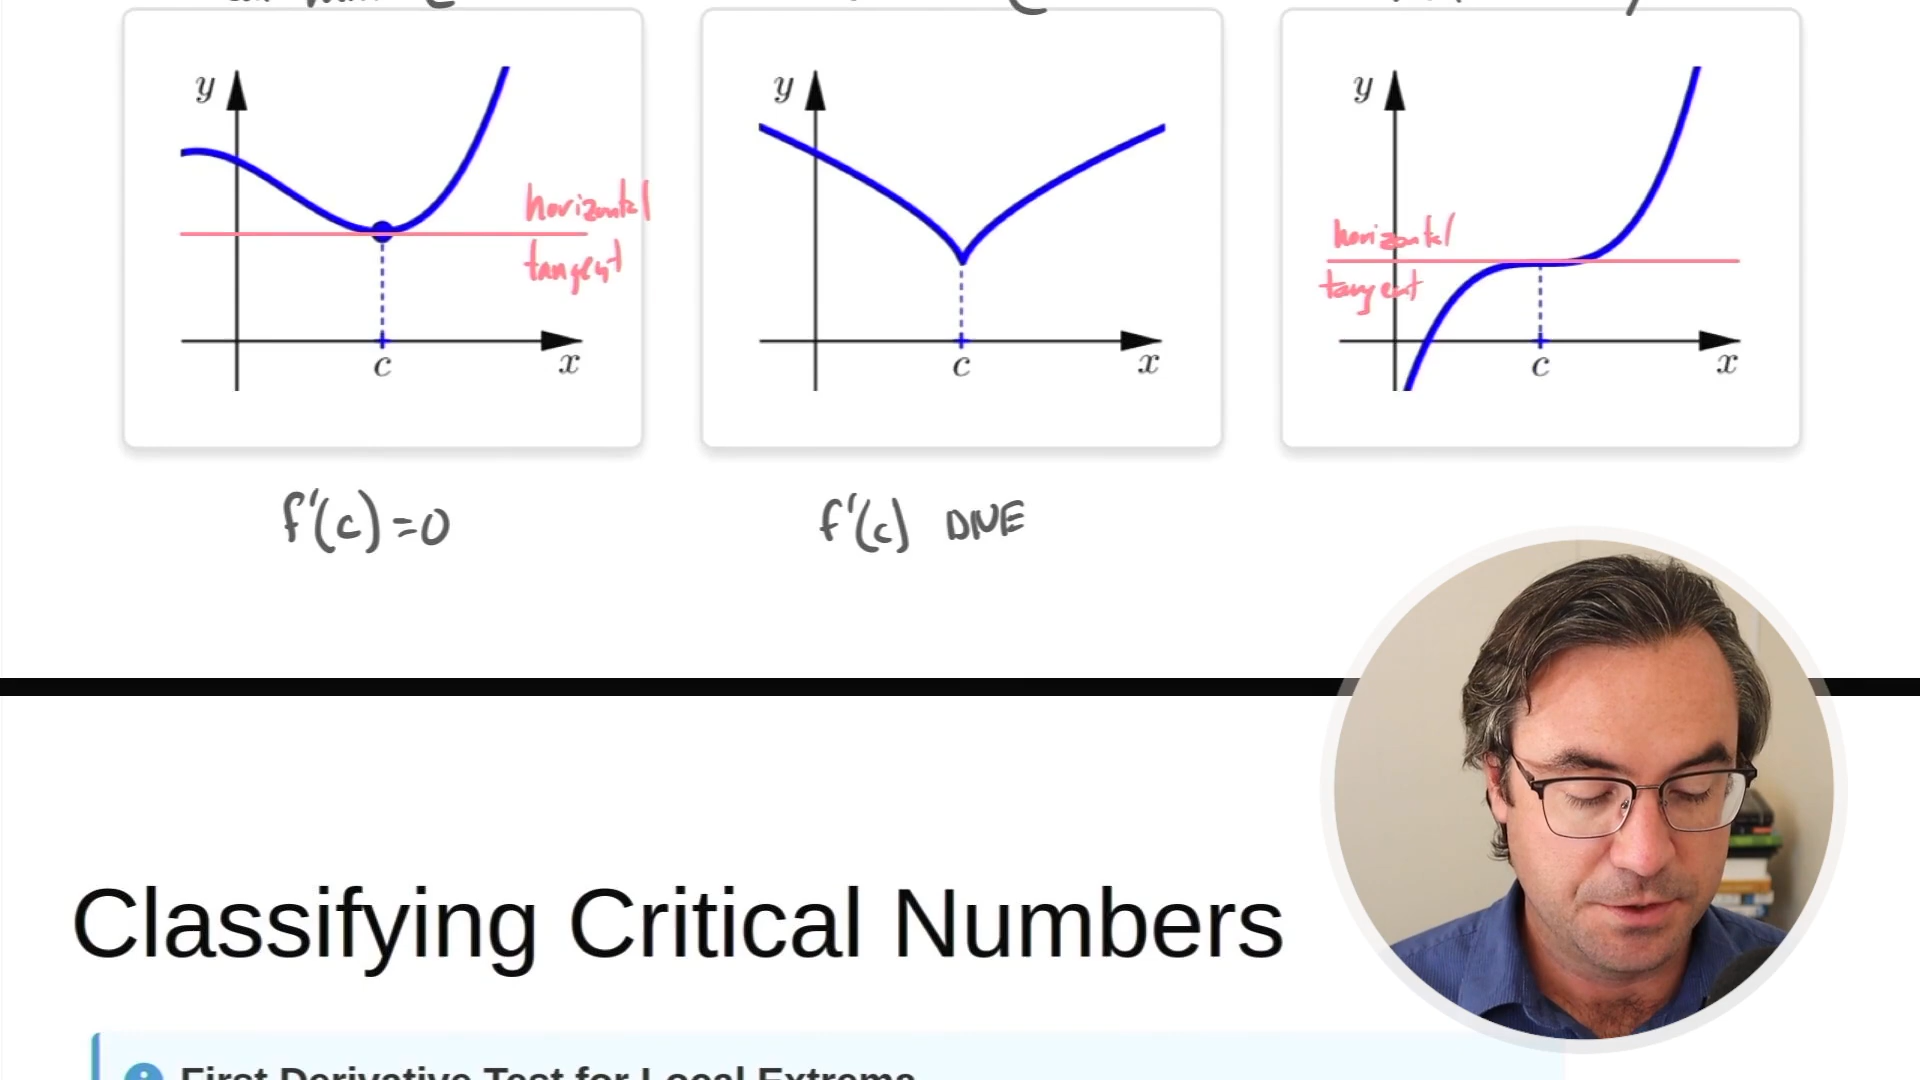 y
horizontal
tangent
c
x
f'(c) = 0
y
c
x
f'(c) DNE
y
horizontal
tangent
c
x
Classifying Critical Numbers
First Derivative Test for Local Extrema